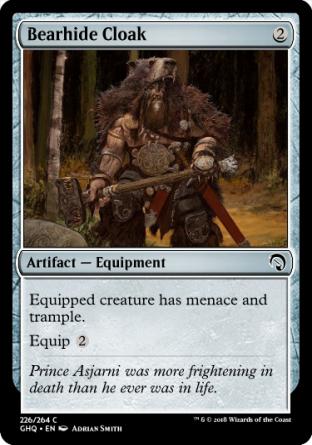 Bearhide Cloak 2
Artifact — Equipment
Equipped creature has menace and
trample.
Equip 2
Prince Asjarni was more frightening in
death than he ever was in life.
226/264 C
GHQ • EN ADRIAN SMITH
™ & © 2018 Wizards of the Coast